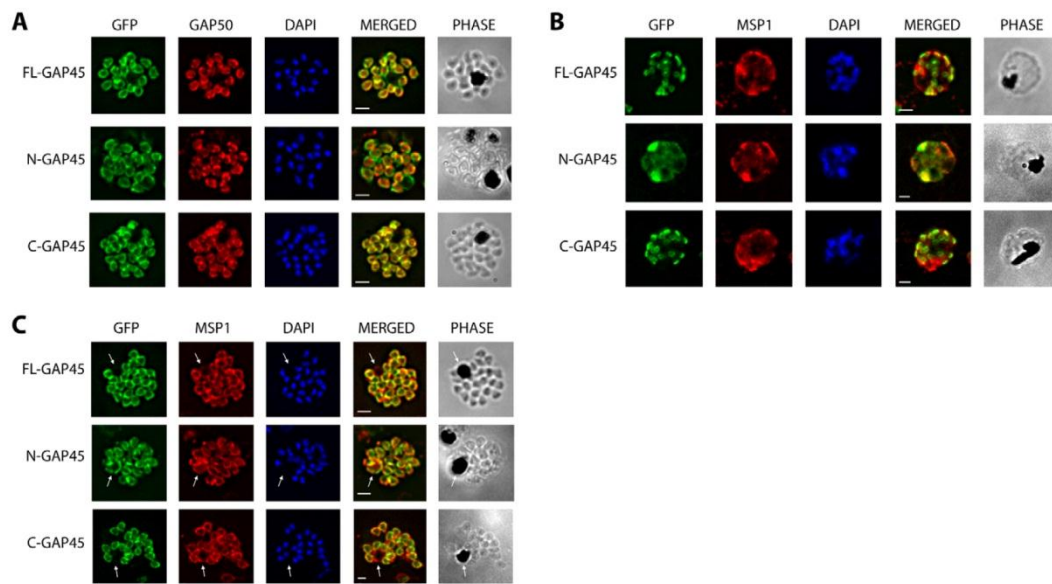 A
GFP GAP50 DAPI MERGED PHASE
FL-GAP45
N-GAP45
C-GAP45
B
GFP MSP1 DAPI MERGED PHASE
FL-GAP45
N-GAP45
C-GAP45
C
GFP MSP1 DAPI MERGED PHASE
FL-GAP45
N-GAP45
C-GAP45